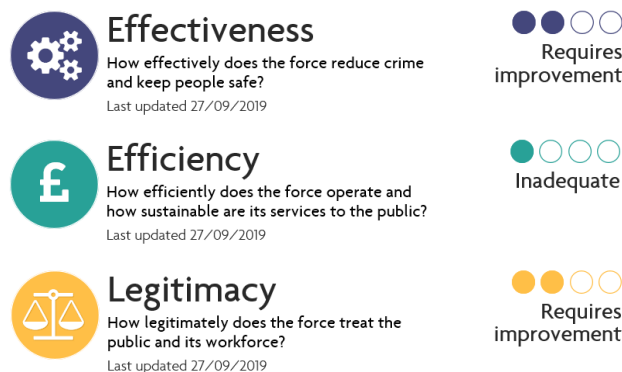 Effectiveness
How effectively does the force reduce crime
and keep people safe?
Last updated 27/09/2019
Requires
improvement
£
Efficiency
How efficiently does the force operate and
how sustainable are its services to the public?
Last updated 27/09/2019
Inadequate
Legitimacy
How legitimately does the force treat the
public and its workforce?
Last updated 27/09/2019
Requires
improvement